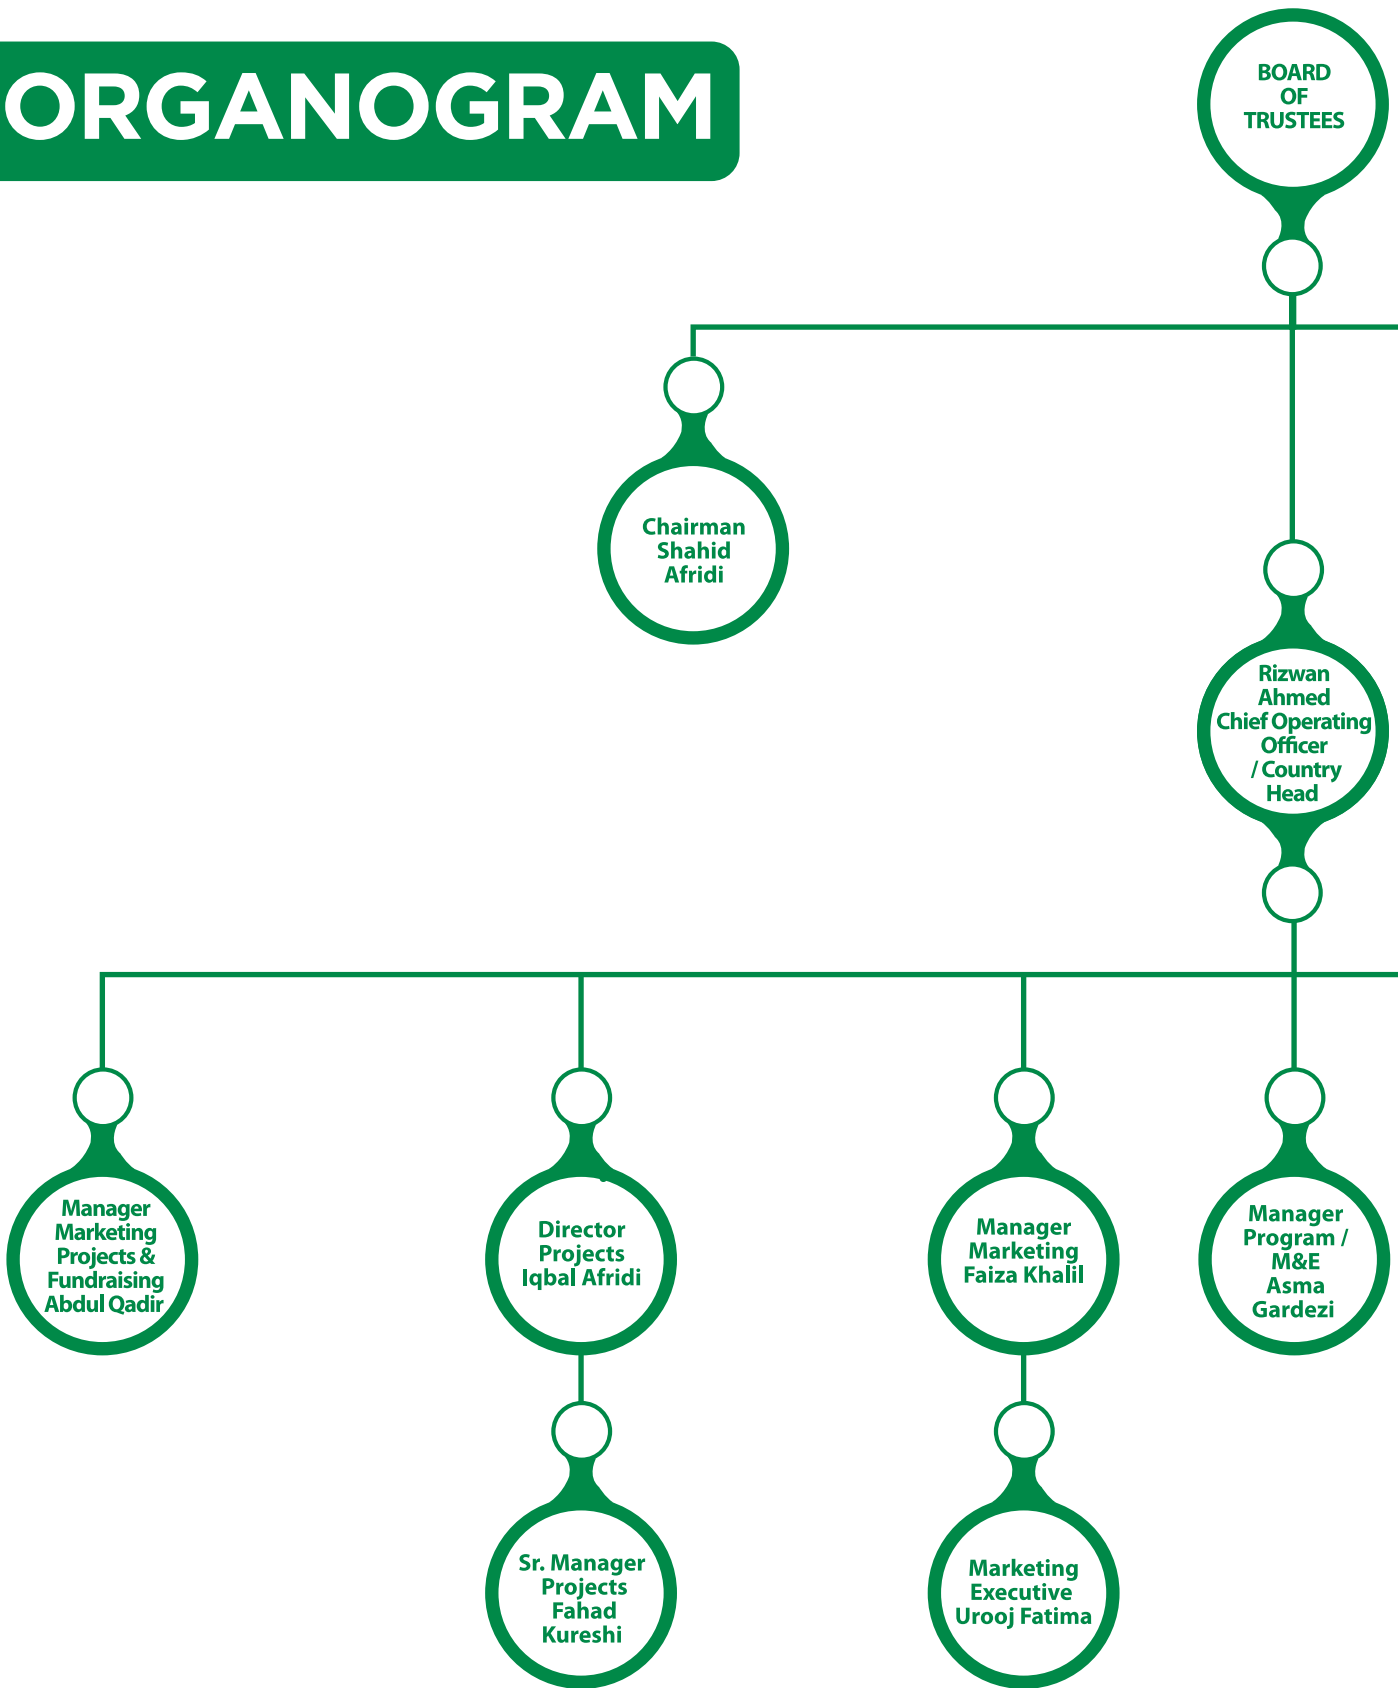 ORGANOGRAM
BOARD
OF
TRUSTEES
Chairman
Shahid
Afridi
Rizwan
Ahmed
Chief Operating
Officer
/ Country
Head
Manager
Marketing
Projects &
Fundraising
Abdul Qadir
Director
Projects
Iqbal Afridi
Manager
Marketing
Faiza Khalil
Manager
Program /
M&E
Asma
Gardezi
Sr. Manager
Projects
Fahad
Kureshi
Marketing
Executive
Urooj Fatima